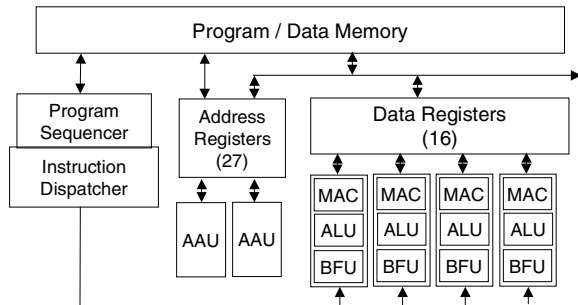 Program / Data Memory
Program
Sequencer
Instruction
Dispatcher
Address
Registers
(27)
AAU
AAU
Data Registers
(16)
MAC
ALU
BFU
MAC
ALU
BFU
MAC
ALU
BFU
MAC
ALU
BFU